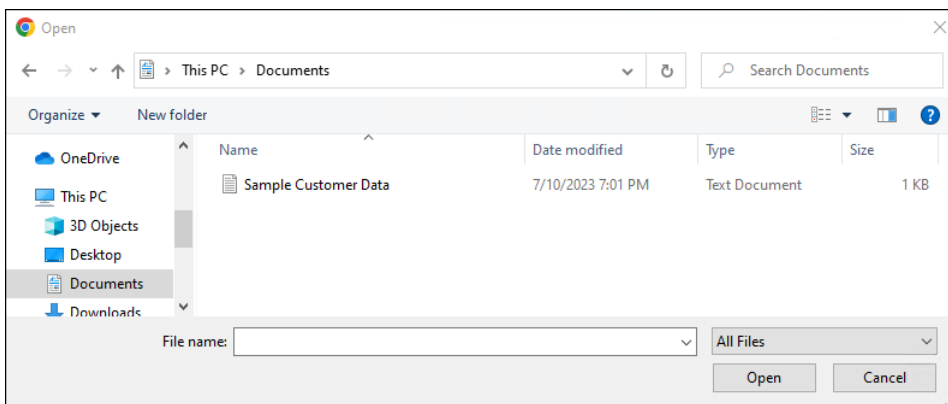 Open
This PC > Documents
Search Documents
Organize
New folder
Name
Date modified
Type
Size
Sample Customer Data
7/10/2023 7:01 PM
Text Document
1 KB
OneDrive
This PC
3D Objects
Desktop
Documents
Downloads
File name:
All Files
Open
Cancel